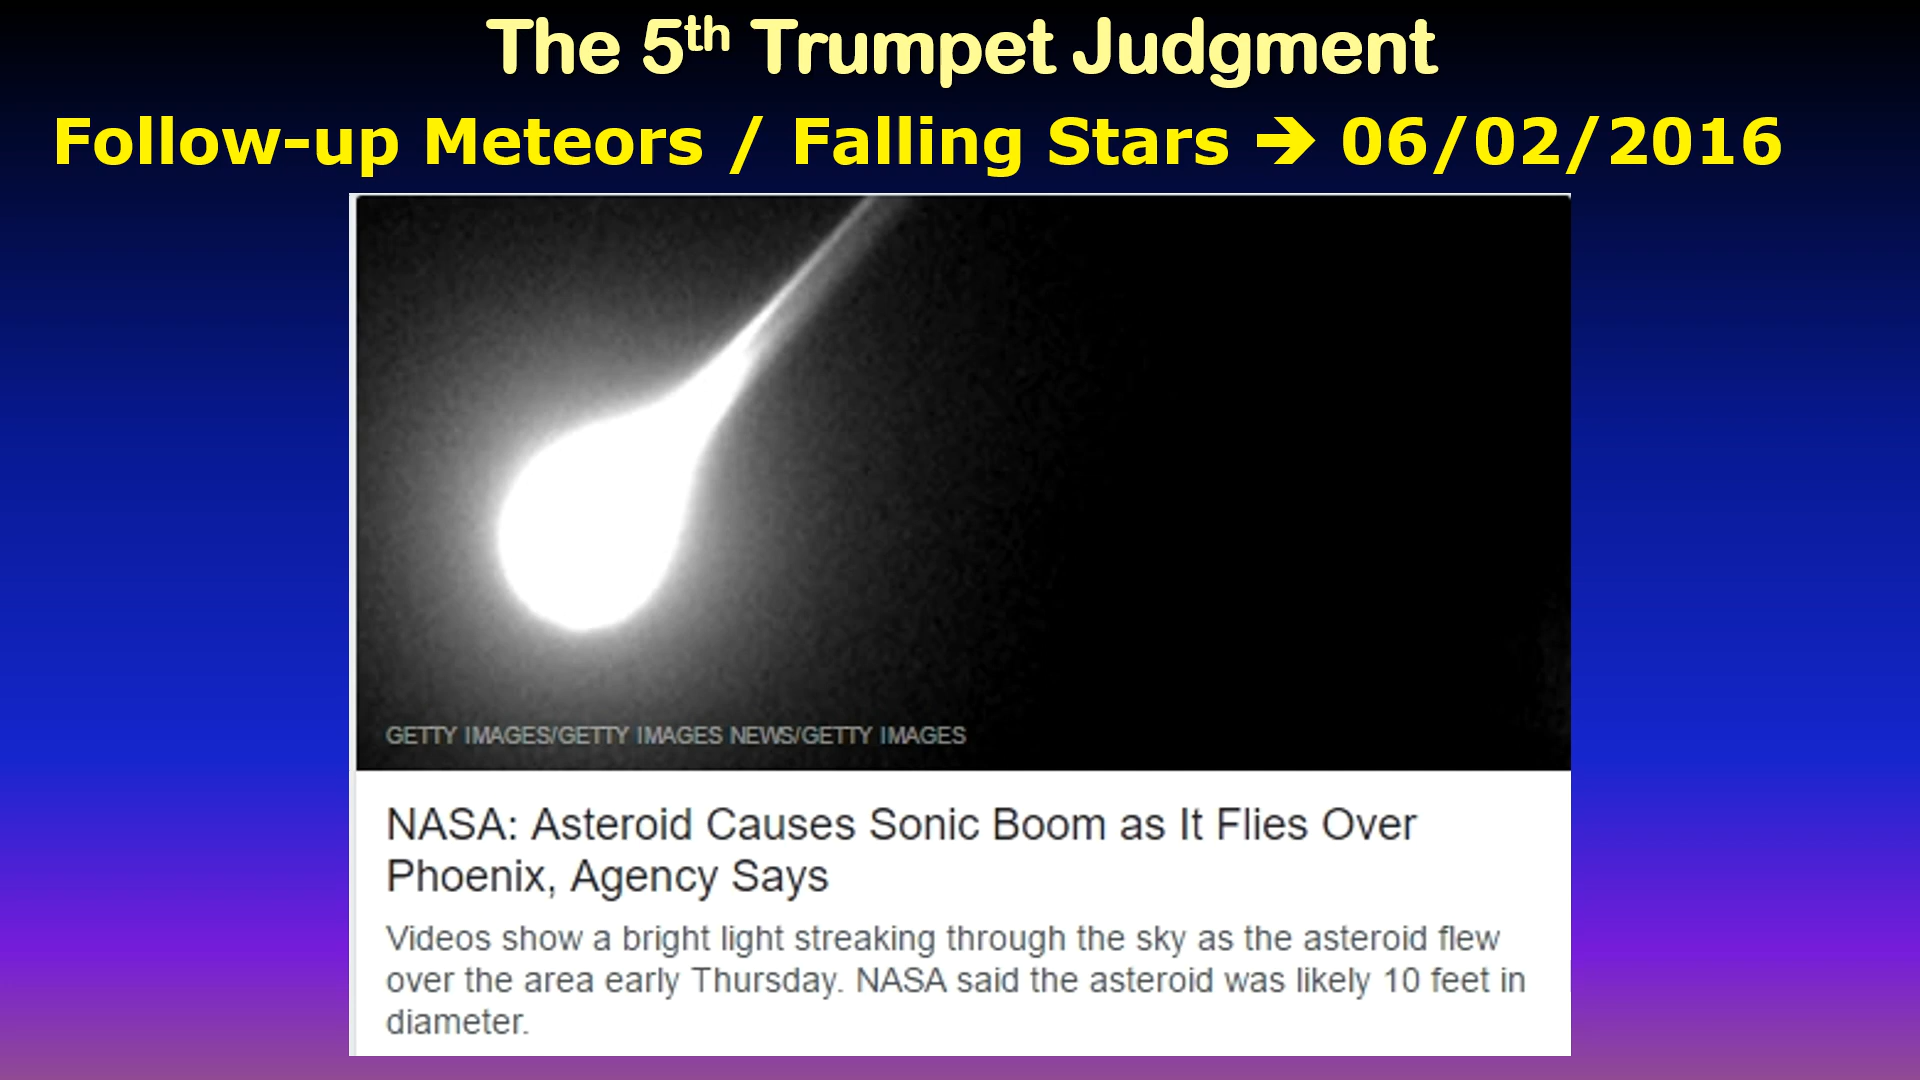 The 5th Trumpet Judgment
Follow-up Meteors / Falling Stars ➔ 06/02/2016
GETTY IMAGES/GETTY IMAGES NEWS/GETTY IMAGES
NASA: Asteroid Causes Sonic Boom as It Flies Over
Phoenix, Agency Says
Videos show a bright light streaking through the sky as the asteroid flew
over the area early Thursday. NASA said the asteroid was likely 10 feet in
diameter.